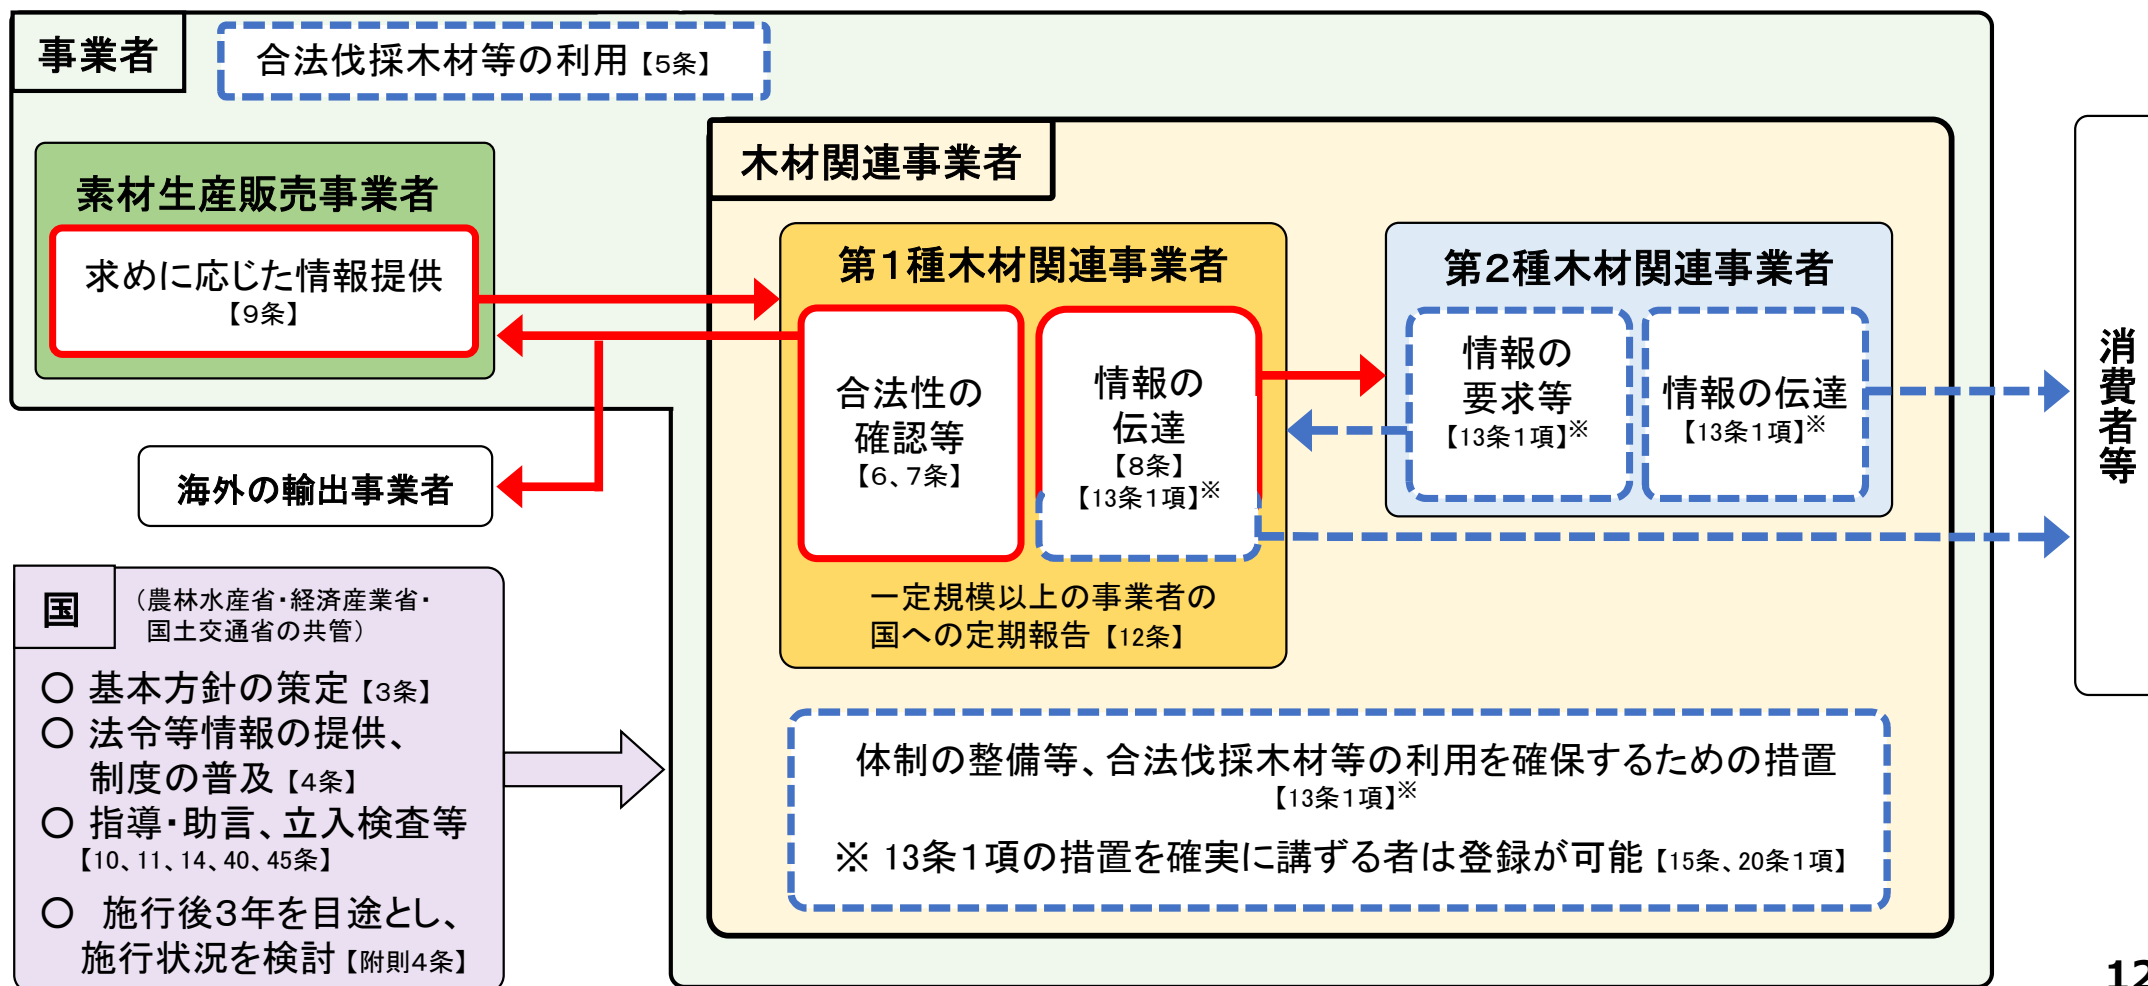 事業者
合法伐採木材等の利用【5条】
素材生産販売事業者
求めに応じた情報提供
【9条】
海外の輸出事業者
木材関連事業者
第1種木材関連事業者
合法性の
確認等
【6、7条】
情報の
伝達
【8条】
【13条1項】※
一定規模以上の事業者の
国への定期報告【12条】
第2種木材関連事業者
情報の
要求等
【13条1項】※
情報の伝達
【13条1項】※
体制の整備等、合法伐採木材等の利用を確保するための措置
【13条1項】※
※ 13条1項の措置を確実に講ずる者は登録が可能【15条、20条1項】
消費者等
国
（農林水産省・経済産業省・
国土交通省の共管）
○ 基本方針の策定【3条】
○ 法令等情報の提供、
制度の普及【4条】
○ 指導・助言、立入検査等
【10、11、14、40、45条】
○ 施行後3年を目途とし、
施行状況を検討【附則4条】
12